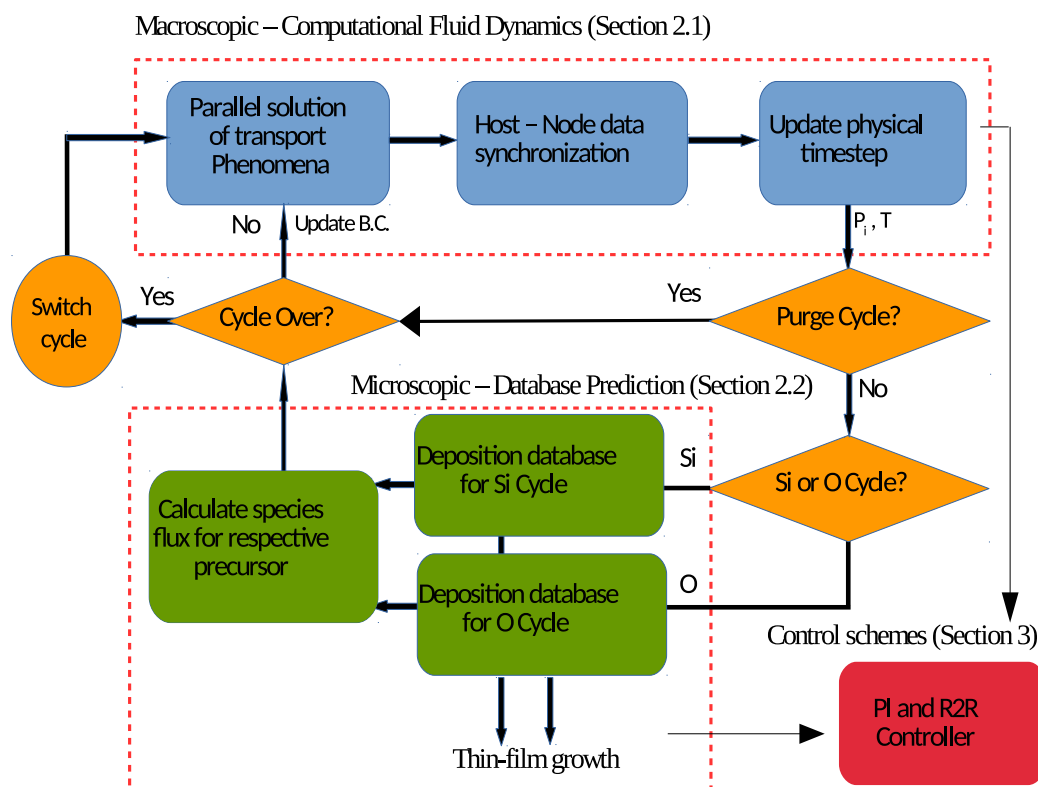 Macroscopic – Computational Fluid Dynamics (Section 2.1)
Parallel solution
of transport
Phenomena
Host – Node data
synchronization
Update physical
timestep
No
Update B.C.
Pi , T
Switch
cycle
Yes
Cycle Over?
Yes
Purge Cycle?
No
Microscopic – Database Prediction (Section 2.2)
Deposition database
for Si Cycle
Si
Si or O Cycle?
Calculate species
flux for respective
precursor
Deposition database
for O Cycle
O
Control schemes (Section 3)
PI and R2R
Controller
Thin-film growth